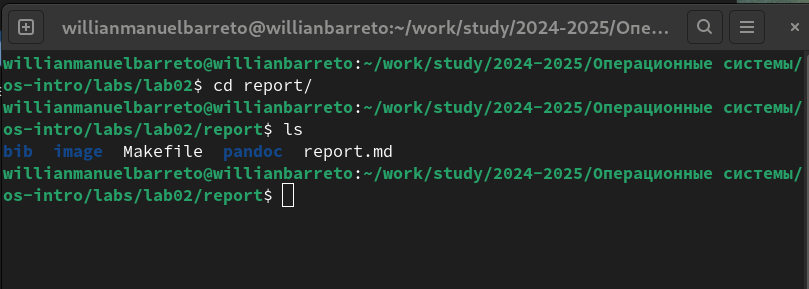 willianmanuelbarreto@willianbarreto:~/work/study/2024-2025/Опе…
willianmanuelbarreto@willianbarreto:~/work/study/2024-2025/Операционные системы/
os-intro/labs/lab02$ cd report/
willianmanuelbarreto@willianbarreto:~/work/study/2024-2025/Операционные системы/
os-intro/labs/lab02/report$ ls
bib  image  Makefile  pandoc  report.md
willianmanuelbarreto@willianbarreto:~/work/study/2024-2025/Операционные системы/
os-intro/labs/lab02/report$